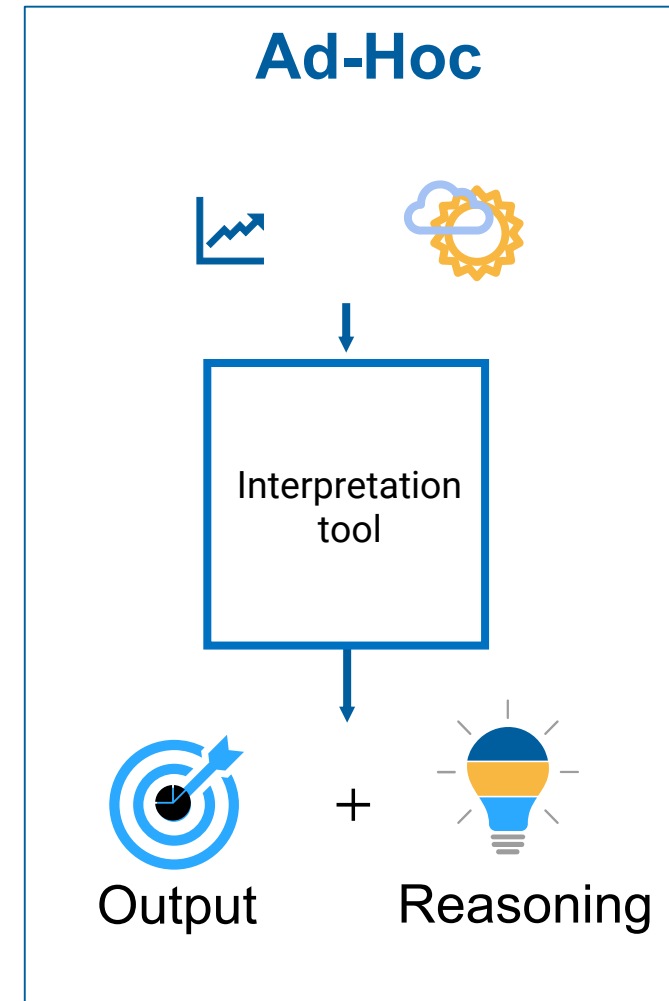 Ad-Hoc
Interpretation
tool
+
Output
Reasoning